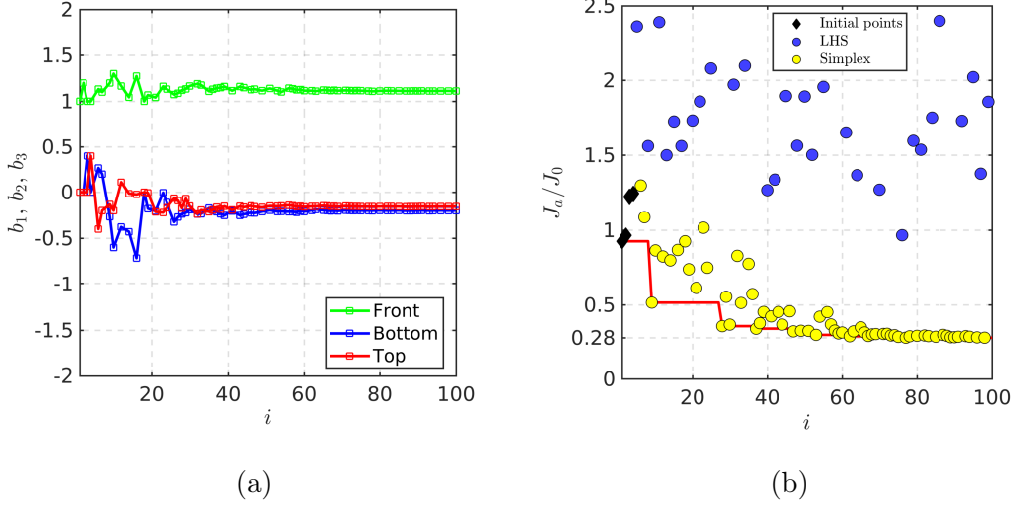 2
1.5
1
0.5
0
-0.5
-1
-1.5
-2
b₁, b₂, b₃
20 40 60 80 100
i
Front
Bottom
Top
(a)
2.5
2
1.5
1
0.5
0.28
0
Jₐ/J₀
20 40 60 80 100
i
Initial points
LHS
Simplex
(b)